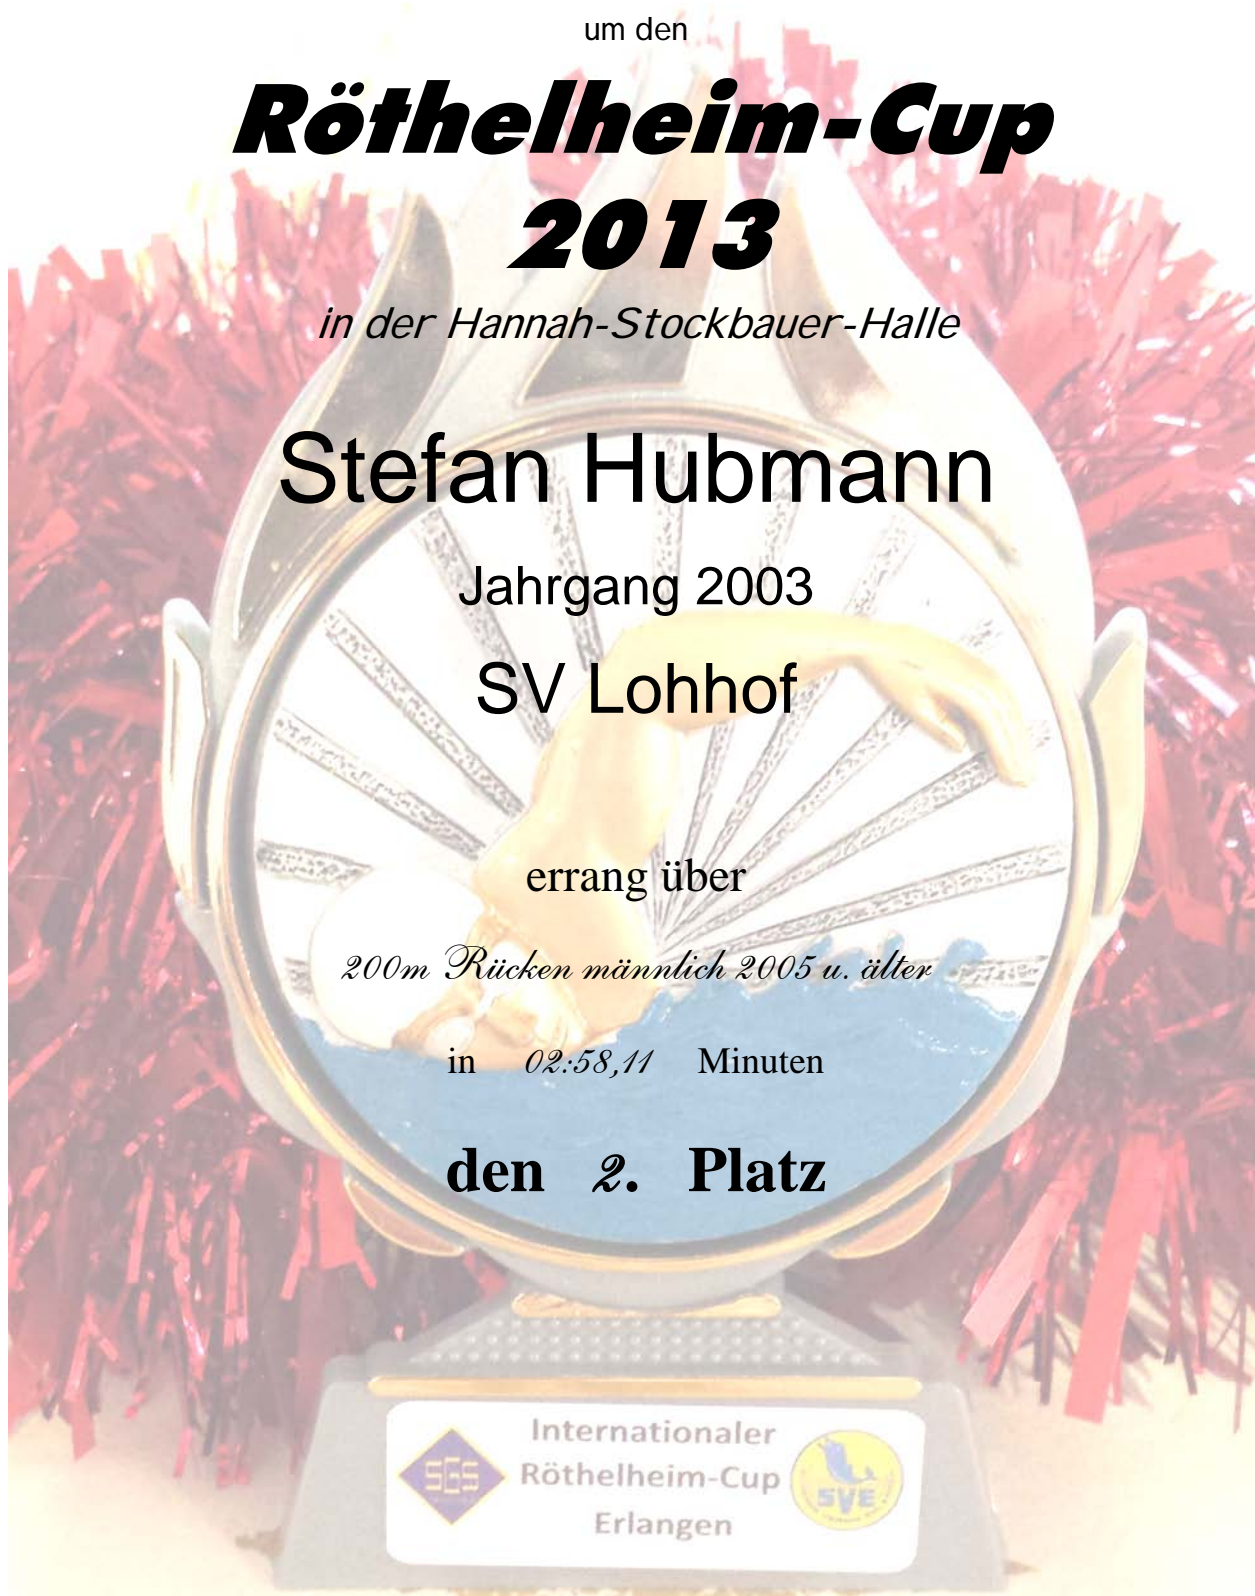 um den
Röthelheim-Cup
2013
in der Hannah-Stockbauer-Halle
Stefan Hubmann
Jahrgang 2003
SV Lohhof
errang über
200m Rücken männlich 2005 u. älter
in 02:58,11 Minuten
den 2. Platz
Internationaler
SGS Röthelheim-Cup SVE
Erlangen